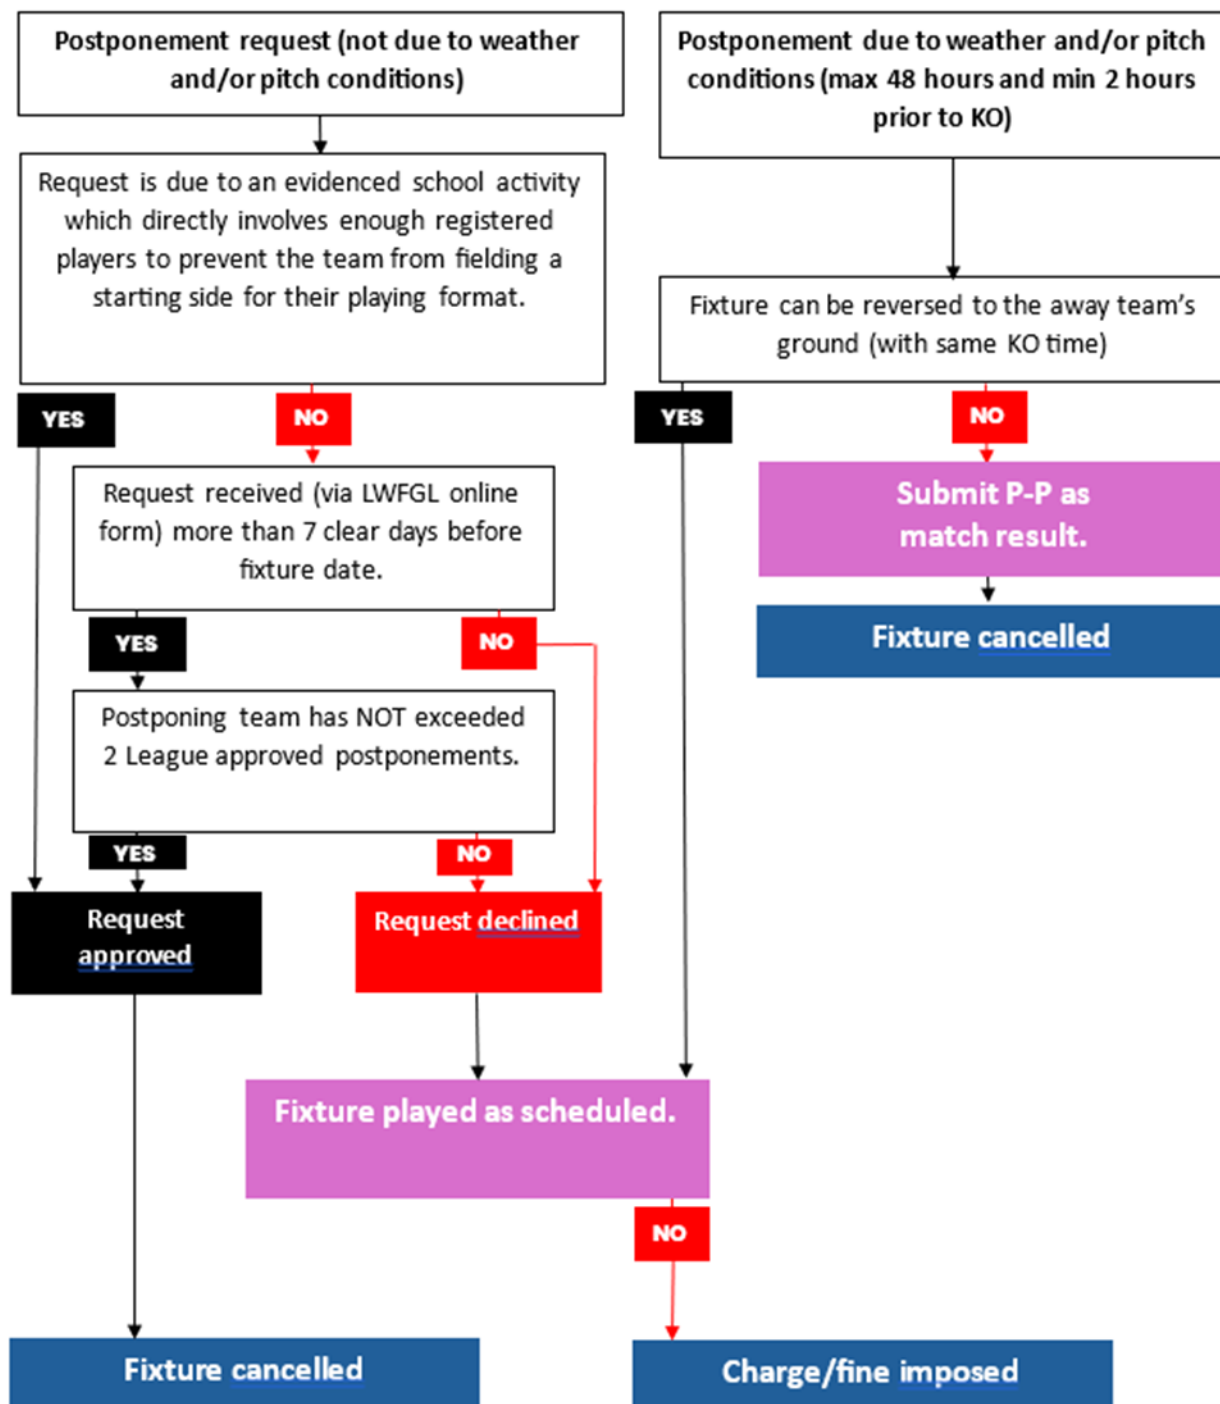 Postponement request (not due to weather
and/or pitch conditions)
Request is due to an evidenced school activity
which directly involves enough registered
players to prevent the team from fielding a
starting side for their playing format.
YES
NO
Request received (via LWFGL online
form) more than 7 clear days before
fixture date.
YES
NO
Postponing team has NOT exceeded
2 League approved postponements.
YES
NO
Request
approved
Request declined
Postponement due to weather and/or pitch
conditions (max 48 hours and min 2 hours
prior to KO)
Fixture can be reversed to the away team's
ground (with same KO time)
YES
NO
Submit P-P as
match result.
Fixture cancelled
Fixture played as scheduled.
NO
Fixture cancelled
Charge/fine imposed